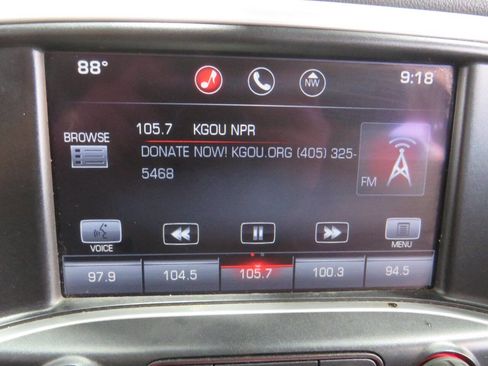 88° NW 9:18
BROWSE
105.7 KGOU NPR
DONATE NOW! KGOU.ORG (405) 325-
5468
FM
VOICE MENU
97.9 104.5 105.7 100.3 94.5